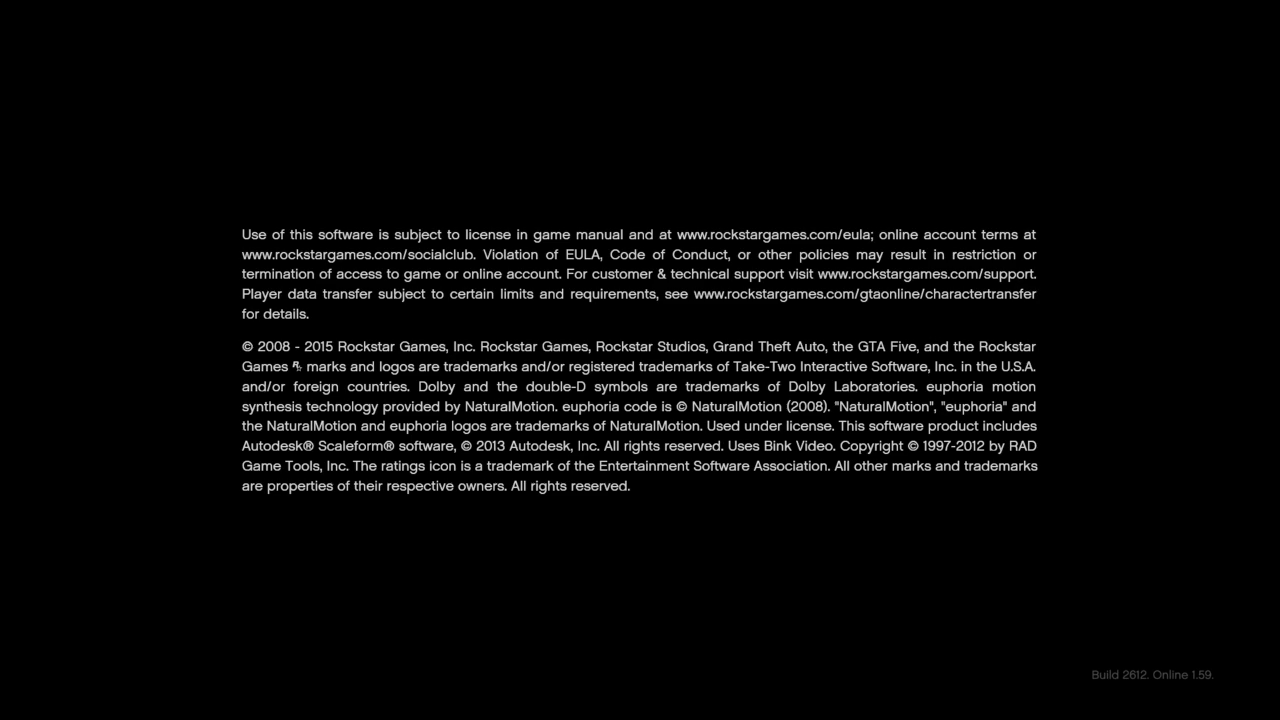 Use of this software is subject to license in game manual and at www.rockstargames.com/eula; online account terms at
www.rockstargames.com/socialclub. Violation of EULA, Code of Conduct, or other policies may result in restriction or
termination of access to game or online account. For customer & technical support visit www.rockstargames.com/support.
Player data transfer subject to certain limits and requirements, see www.rockstargames.com/gtaonline/charactertransfer
for details.
© 2008 - 2015 Rockstar Games, Inc. Rockstar Games, Rockstar Studios, Grand Theft Auto, the GTA Five, and the Rockstar
Games R* marks and logos are trademarks and/or registered trademarks of Take-Two Interactive Software, Inc. in the U.S.A.
and/or foreign countries. Dolby and the double-D symbols are trademarks of Dolby Laboratories. euphoria motion
synthesis technology provided by NaturalMotion. euphoria code is © NaturalMotion (2008). "NaturalMotion", "euphoria" and
the NaturalMotion and euphoria logos are trademarks of NaturalMotion. Used under license. This software product includes
Autodesk® Scaleform® software, © 2013 Autodesk, Inc. All rights reserved. Uses Bink Video. Copyright © 1997-2012 by RAD
Game Tools, Inc. The ratings icon is a trademark of the Entertainment Software Association. All other marks and trademarks
are properties of their respective owners. All rights reserved.
Build 2612. Online 1.59.